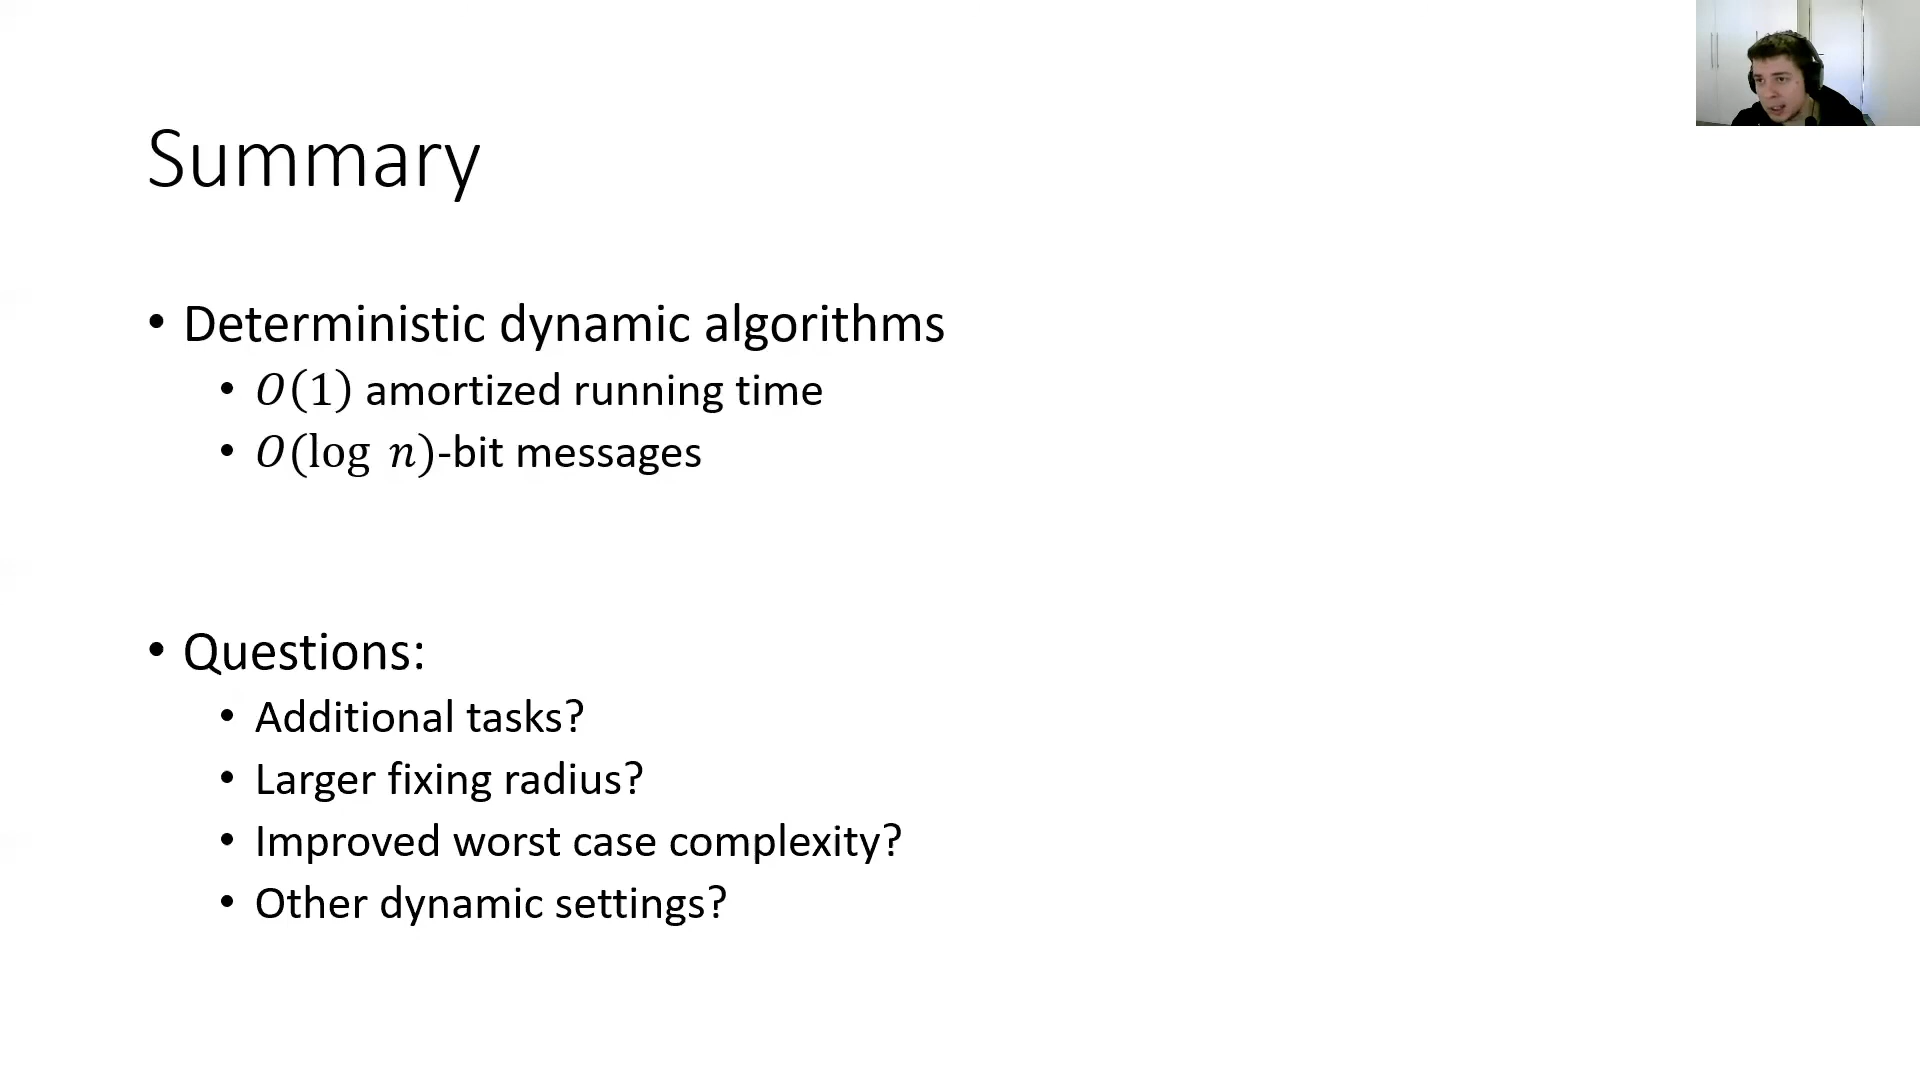 Summary
• Deterministic dynamic algorithms
• O(1) amortized running time
• O(log n)-bit messages
• Questions:
• Additional tasks?
• Larger fixing radius?
• Improved worst case complexity?
• Other dynamic settings?